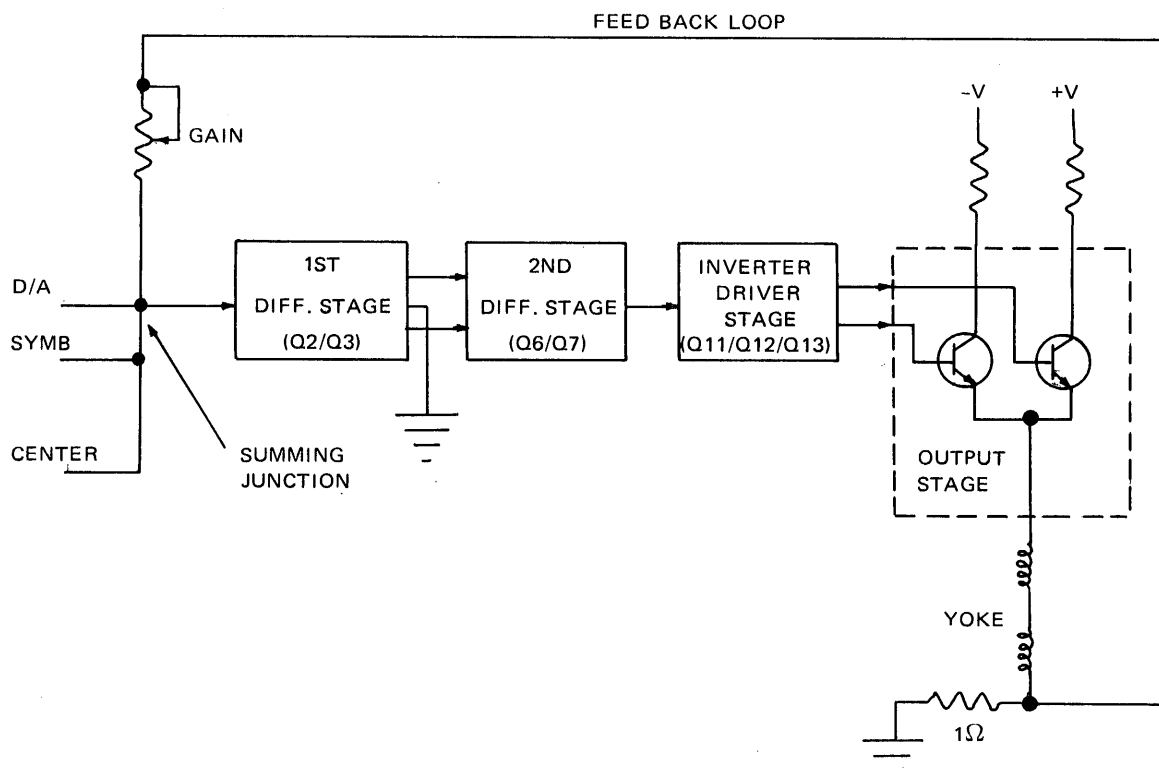 FEED BACK LOOP
−V
+V
GAIN
1ST
DIFF. STAGE
(Q2/Q3)
2ND
DIFF. STAGE
(Q6/Q7)
INVERTER
DRIVER
STAGE
(Q11/Q12/Q13)
D/A
SYMB
CENTER
SUMMING
JUNCTION
OUTPUT
STAGE
YOKE
1Ω